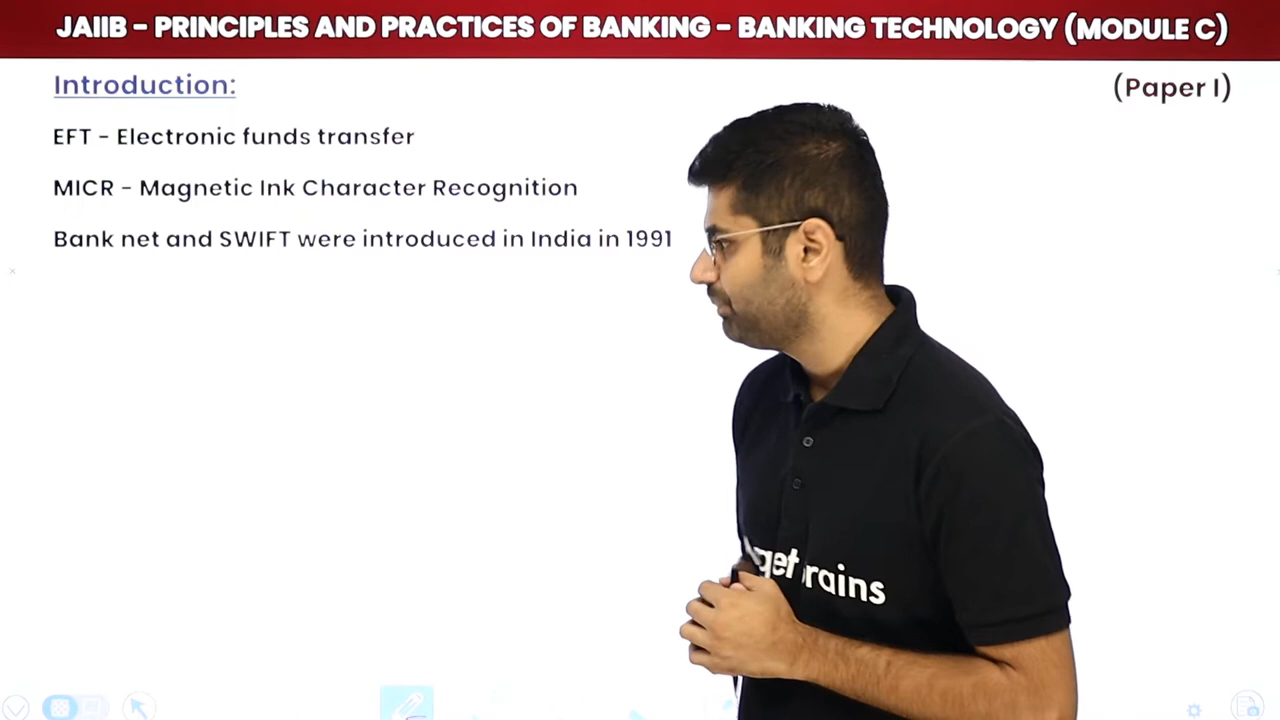 JAIIB - PRINCIPLES AND PRACTICES OF BANKING - BANKING TECHNOLOGY (MODULE C)
Introduction:
(Paper I)
EFT - Electronic funds transfer
MICR - Magnetic Ink Character Recognition
Bank net and SWIFT were introduced in India in 1991